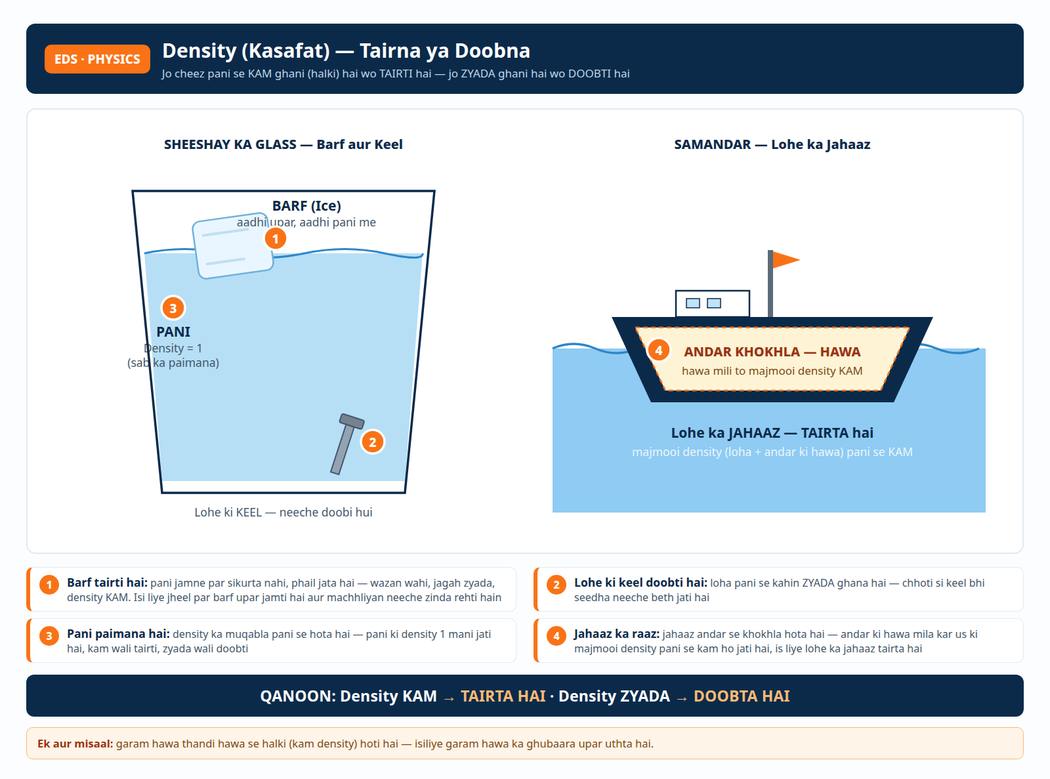 EDS · PHYSICS
Density (Kasafat) — Tairna ya Doobna
Jo cheez pani se KAM ghani (halki) hai wo TAIRTI hai — jo ZYADA ghani hai wo DOOBTI hai
SHEESHAY KA GLASS — Barf aur Keel
BARF (Ice)
aadhi upar, aadhi pani me
1
3
PANI
Density = 1
(sab ka paimana)
2
Lohe ki KEEL — neeche doobi hui
SAMANDAR — Lohe ka Jahaaz
4
ANDAR KHOKHLA — HAWA
hawa mili to majmooi density KAM
Lohe ka JAHAAZ — TAIRTA hai
majmooi density (loha + andar ki hawa) pani se KAM
1 Barf tairti hai: pani jamne par sikurta nahi, phail jata hai — wazan wahi, jagah zyada,
density KAM. Isi liye jheel par barf upar jamti hai aur machhliyan neeche zinda rehti hain
2 Lohe ki keel doobti hai: loha pani se kahin ZYADA ghana hai — chhoti si keel bhi
seedha neeche beth jati hai
3 Pani paimana hai: density ka muqabla pani se hota hai — pani ki density 1 mani jati
hai, kam wali tairti, zyada wali doobti
4 Jahaaz ka raaz: jahaaz andar se khokhla hota hai — andar ki hawa mila kar us ki
majmooi density pani se kam ho jati hai, is liye lohe ka jahaaz tairta hai
QANOON: Density KAM → TAIRTA HAI · Density ZYADA → DOOBTA HAI
Ek aur misaal: garam hawa thandi hawa se halki (kam density) hoti hai — isiliye garam hawa ka ghubaara upar uthta hai.